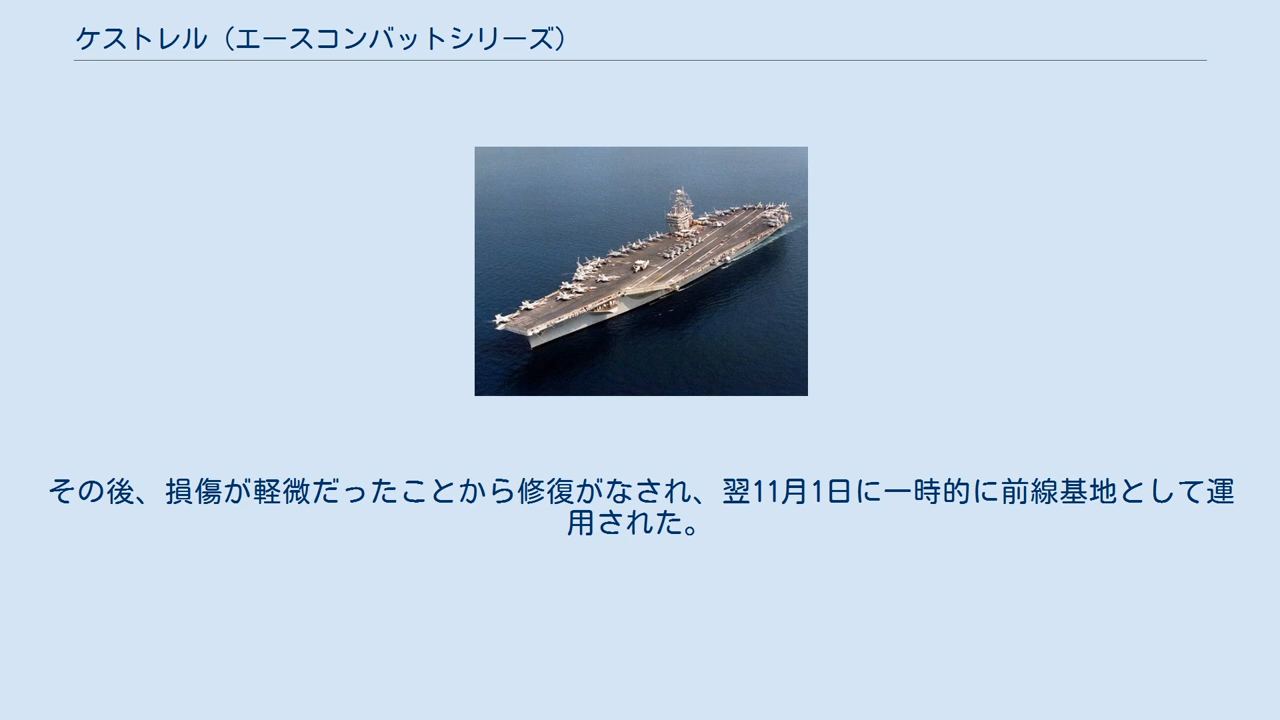 ケストレル（エースコンバットシリーズ）
その後、損傷が軽微だったことから修復がなされ、翌11月1日に一時的に前線基地として運
用された。